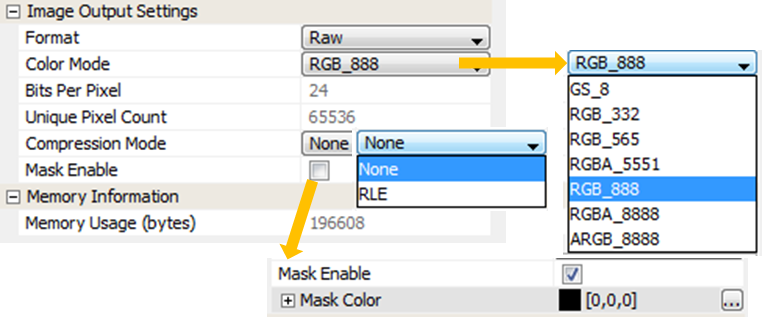 Image Output Settings
Format Raw
Color Mode RGB_888
Bits Per Pixel 24
Unique Pixel Count 65536
Compression Mode None
Mask Enable
Memory Information
Memory Usage (bytes) 196608
None
None
RLE
RGB_888
GS_8
RGB_332
RGB_565
RGBA_5551
RGB_888
RGBA_8888
ARGB_8888
Mask Enable
Mask Color [0,0,0] ...